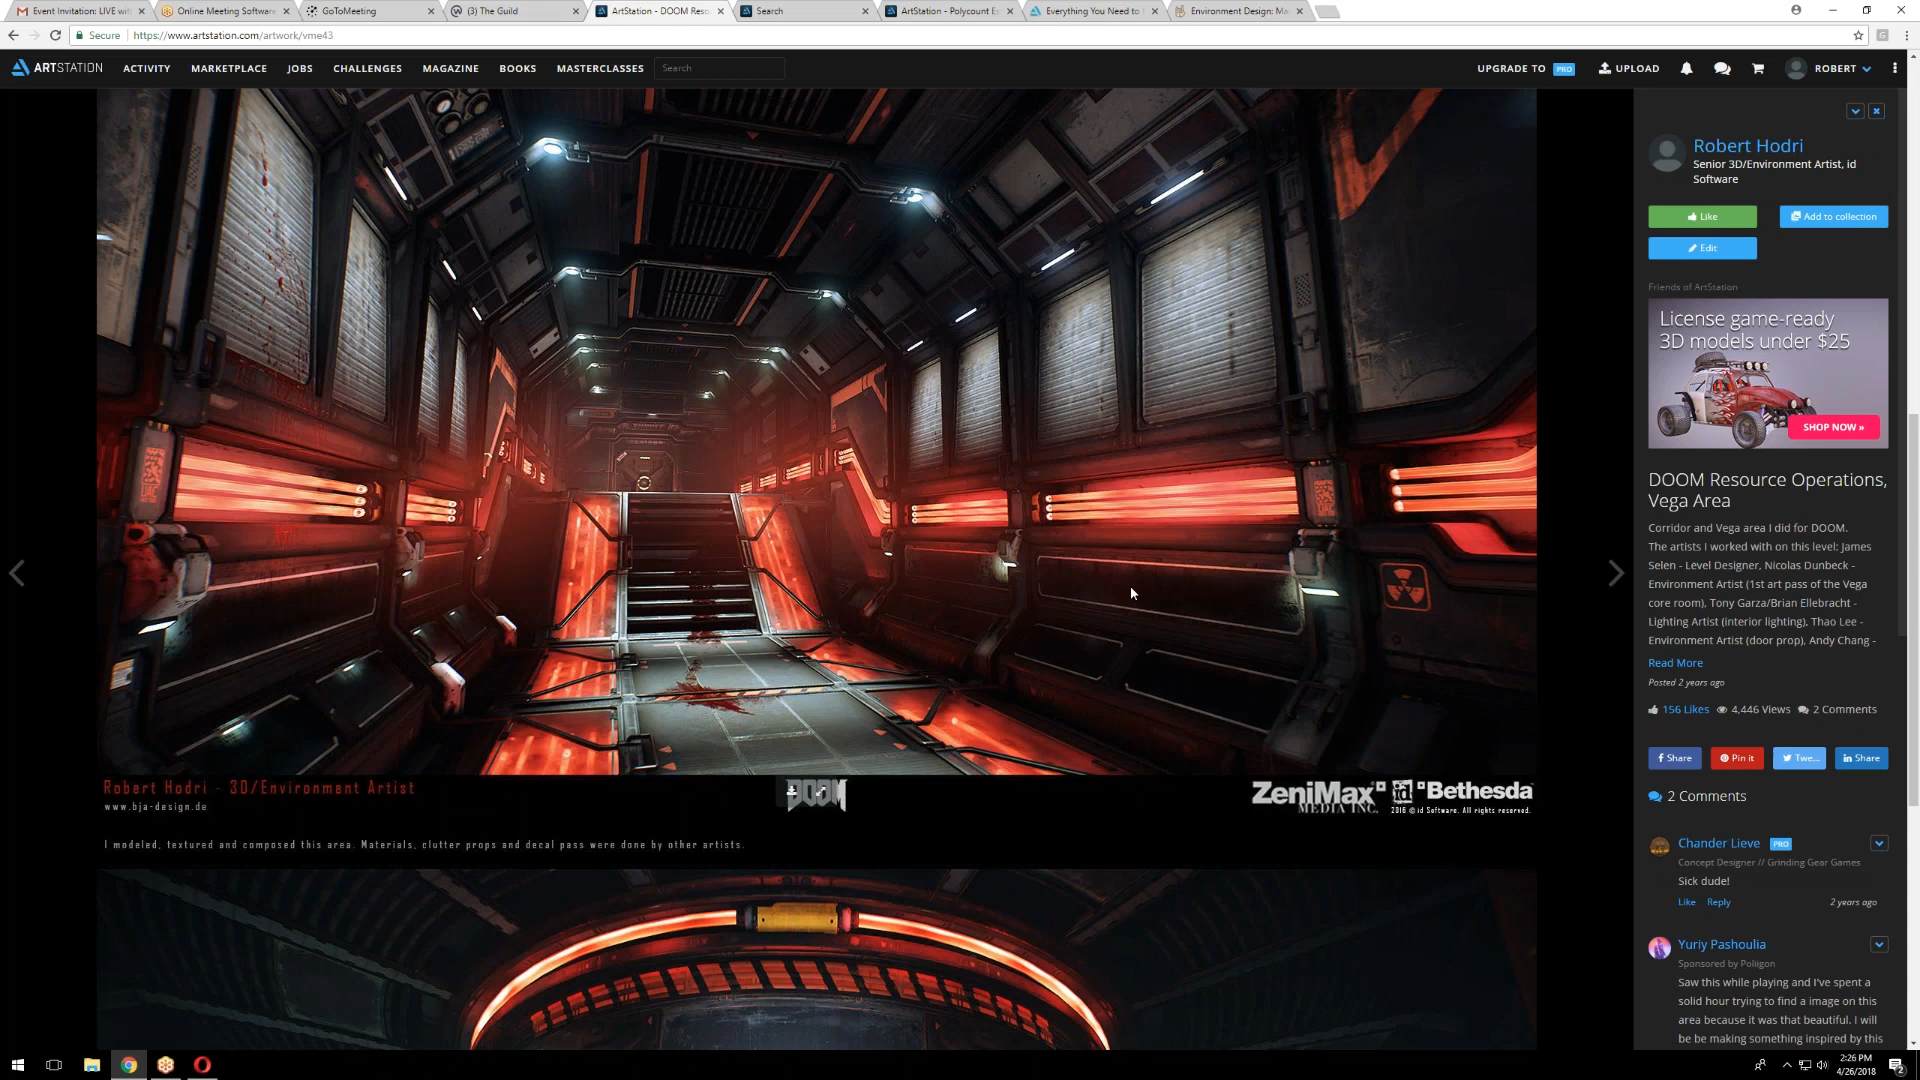 Event Invitation: LIVE wit
Online Meeting Software
GoToMeeting
(3) The Guild
ArtStation - DOOM Reso
Search
ArtStation - Polycount E
Everything You Need to
Environment Design: Ma
Secure
https://www.artstation.com/artwork/vme43
ARTSTATION
ACTIVITY
MARKETPLACE
JOBS
CHALLENGES
MAGAZINE
BOOKS
MASTERCLASSES
Search
UPGRADE TO PRO
UPLOAD
ROBERT
Robert Hodri
Senior 3D/Environment Artist, id
Software
Like
Add to collection
Edit
Friends of ArtStation
License game-ready
3D models under $25
SHOP NOW »
DOOM Resource Operations,
Vega Area
Corridor and Vega area I did for DOOM.
The artists I worked with on this level: James
Selen - Level Designer, Nicolas Dunbeck -
Environment Artist (1st art pass of the Vega
core room), Tony Garza/Brian Ellebracht -
Lighting Artist (interior lighting), Thao Lee -
Environment Artist (door prop), Andy Chang -
Read More
Posted 2 years ago
156 Likes
4,446 Views
2 Comments
Share
Pin it
Twe...
Share
2 Comments
Chander Lieve PRO
Concept Designer // Grinding Gear Games
Sick dude!
Like
Reply
2 years ago
Yuriy Pashoulia
Sponsored by Poliigon
Saw this while playing and I've spent a
solid hour trying to find a image on this
area because it was that beautiful. I will
be be making something inspired by this
UAC
UAC
Robert Hodri - 3D/Environment Artist
www.bja-design.de
DOOM
ZeniMax
MEDIA INC.
id
Bethesda
2016 © id Software. All rights reserved.
I modeled, textured and composed this area. Materials, clutter props and decal pass were done by other artists.
2:26 PM
4/26/2018
2